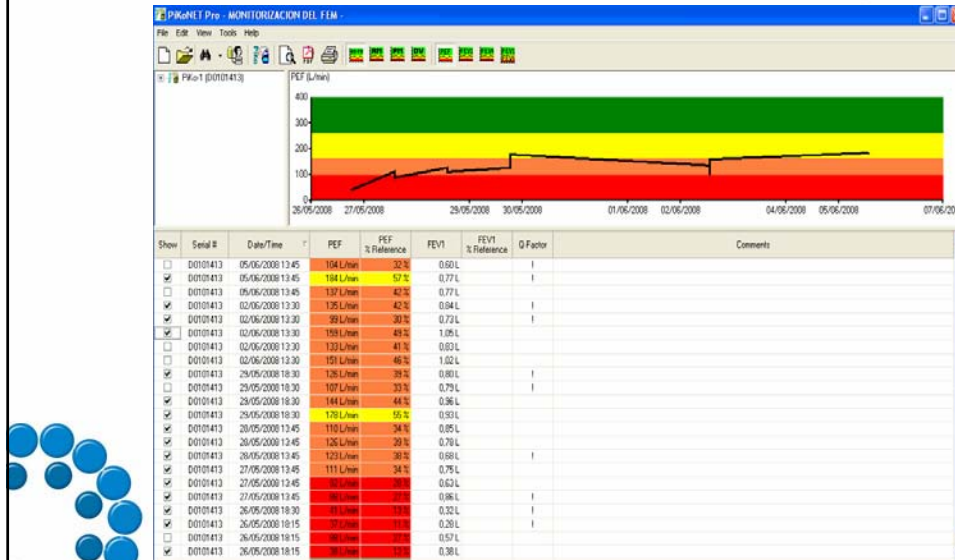 PiKoNET Pro - MONITORIZACION DEL FEM -
File Edit View Tools Help
PiKo-1 (D0101413)
PEF (L/min)
400
300
200
100
0
26/05/2008 27/05/2008 29/05/2008 30/05/2008 01/06/2008 02/06/2008 04/06/2008 05/06/2008 07/06/20
Show Serial # Date/Time PEF PEF % Reference FEV1 FEV1 % Reference Q-Factor Comments
D0101413 05/06/2008 13:45 104 L/min 32 % 0,60 L !
D0101413 05/06/2008 13:45 184 L/min 57 % 0,77 L !
D0101413 05/06/2008 13:45 137 L/min 42 % 0,77 L
D0101413 02/06/2008 13:30 135 L/min 42 % 0,84 L !
D0101413 02/06/2008 13:30 99 L/min 30 % 0,73 L !
D0101413 02/06/2008 13:30 159 L/min 49 % 1,05 L
D0101413 02/06/2008 13:30 133 L/min 41 % 0,83 L
D0101413 02/06/2008 13:30 151 L/min 46 % 1,02 L
D0101413 29/05/2008 18:30 126 L/min 39 % 0,80 L !
D0101413 29/05/2008 18:30 107 L/min 33 % 0,79 L !
D0101413 29/05/2008 18:30 144 L/min 44 % 0,96 L
D0101413 29/05/2008 18:30 178 L/min 55 % 0,93 L
D0101413 28/05/2008 13:45 110 L/min 34 % 0,85 L
D0101413 28/05/2008 13:45 126 L/min 39 % 0,78 L
D0101413 28/05/2008 13:45 123 L/min 38 % 0,68 L !
D0101413 27/05/2008 13:45 111 L/min 34 % 0,75 L
D0101413 27/05/2008 13:45 0,63 L
D0101413 27/05/2008 13:45 0,86 L !
D0101413 26/05/2008 18:30 0,32 L !
D0101413 26/05/2008 18:15 0,28 L !
D0101413 26/05/2008 18:15 0,57 L
D0101413 26/05/2008 18:15 0,38 L